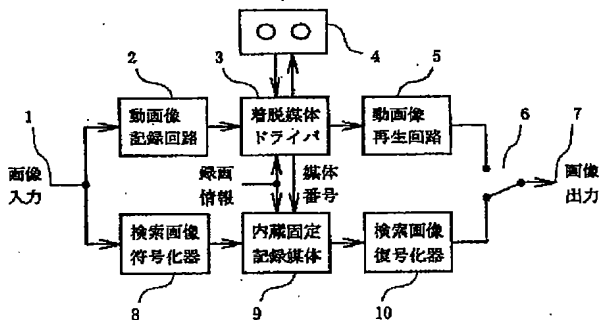 4
2
3
5
動画像
記録回路
着脱媒体
ドライバ
動画像
再生回路
6
7
1
画像
入力
録画
情報
媒体
番号
画像
出力
検索画像
符号化器
内蔵固定
記録媒体
検索画像
復号化器
8
9
10